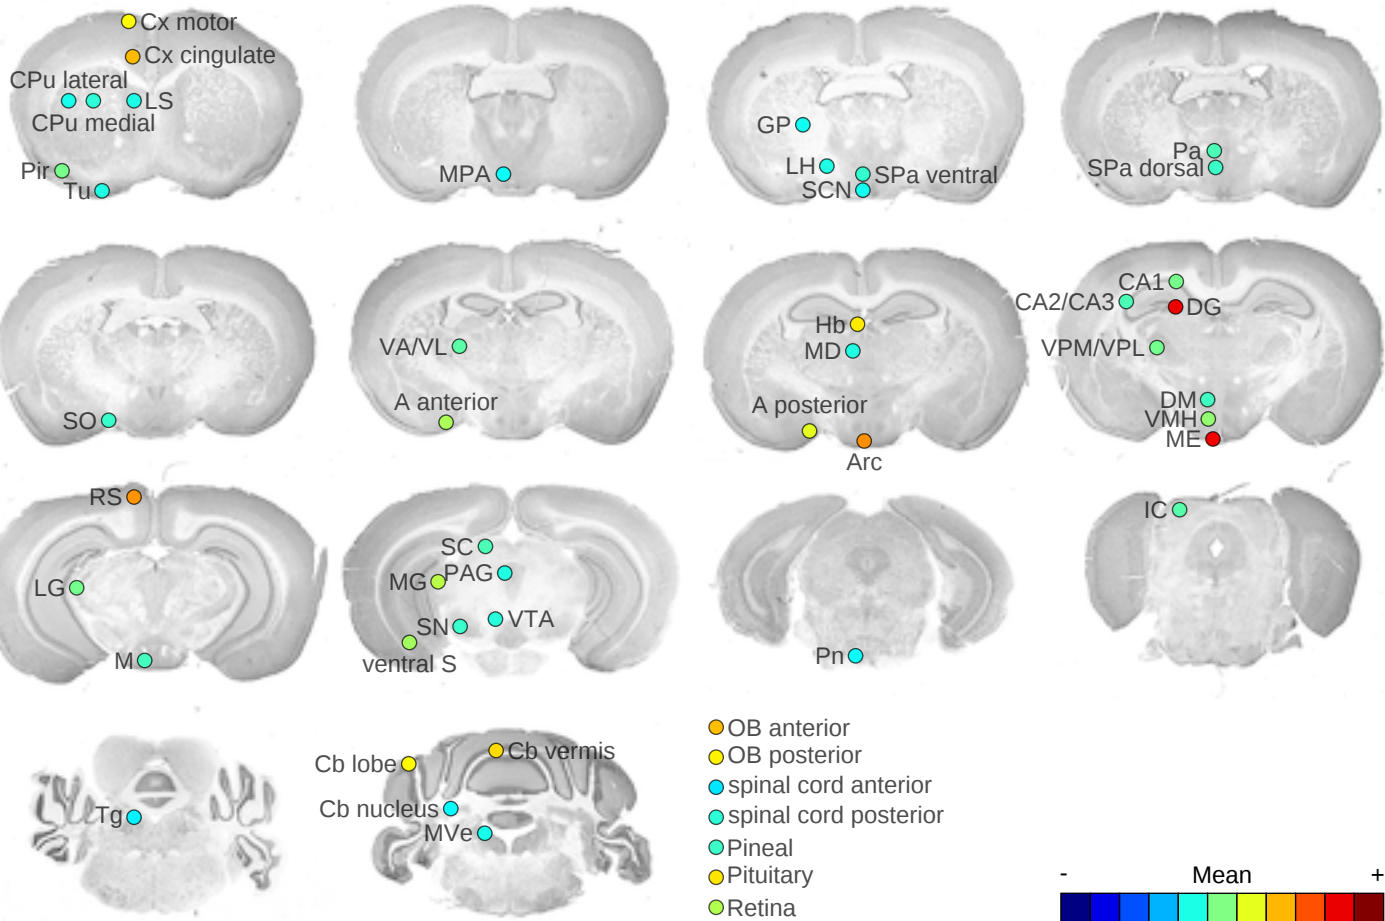 Cx motor
Cx cingulate
CPu lateral
LS
CPu medial
Pir
Tu
MPA
GP
LH
SPa ventral
SCN
Pa
SPa dorsal
SO
VA/VL
A anterior
Hb
MD
A posterior
Arc
CA1
CA2/CA3
DG
VPM/VPL
DM
VMH
ME
RS
LG
M
SC
MG
PAG
SN
VTA
ventral S
Pn
IC
Tg
Cb lobe
Cb vermis
Cb nucleus
MVe
OB anterior
OB posterior
spinal cord anterior
spinal cord posterior
Pineal
Pituitary
Retina
- Mean +